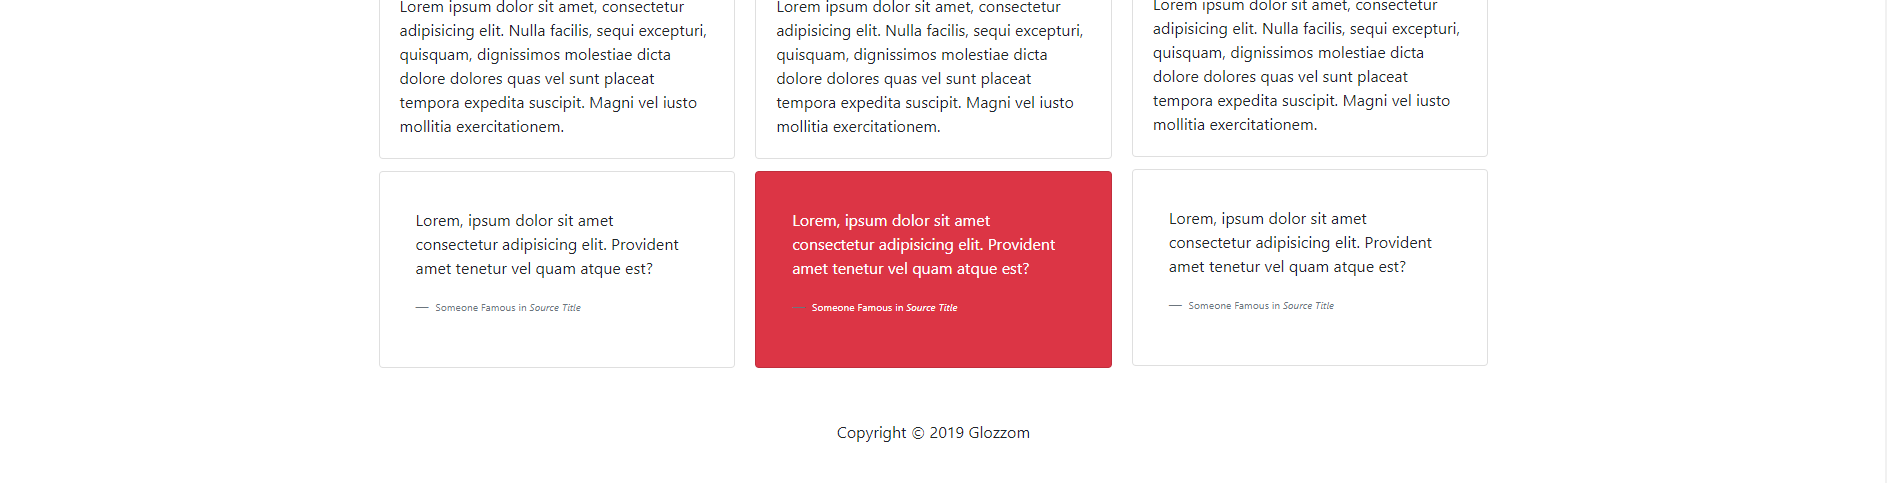 Lorem ipsum dolor sit amet, consectetur
adipisicing elit. Nulla facilis, sequi excepturi,
quisquam, dignissimos molestiae dicta
dolore dolores quas vel sunt placeat
tempora expedita suscipit. Magni vel iusto
mollitia exercitationem.
Lorem, ipsum dolor sit amet
consectetur adipisicing elit. Provident
amet tenetur vel quam atque est?
— Someone Famous in Source Title
Lorem ipsum dolor sit amet, consectetur
adipisicing elit. Nulla facilis, sequi excepturi,
quisquam, dignissimos molestiae dicta
dolore dolores quas vel sunt placeat
tempora expedita suscipit. Magni vel iusto
mollitia exercitationem.
Lorem, ipsum dolor sit amet
consectetur adipisicing elit. Provident
amet tenetur vel quam atque est?
— Someone Famous in Source Title
Lorem ipsum dolor sit amet, consectetur
adipisicing elit. Nulla facilis, sequi excepturi,
quisquam, dignissimos molestiae dicta
dolore dolores quas vel sunt placeat
tempora expedita suscipit. Magni vel iusto
mollitia exercitationem.
Lorem, ipsum dolor sit amet
consectetur adipisicing elit. Provident
amet tenetur vel quam atque est?
— Someone Famous in Source Title
Copyright © 2019 Glozzom